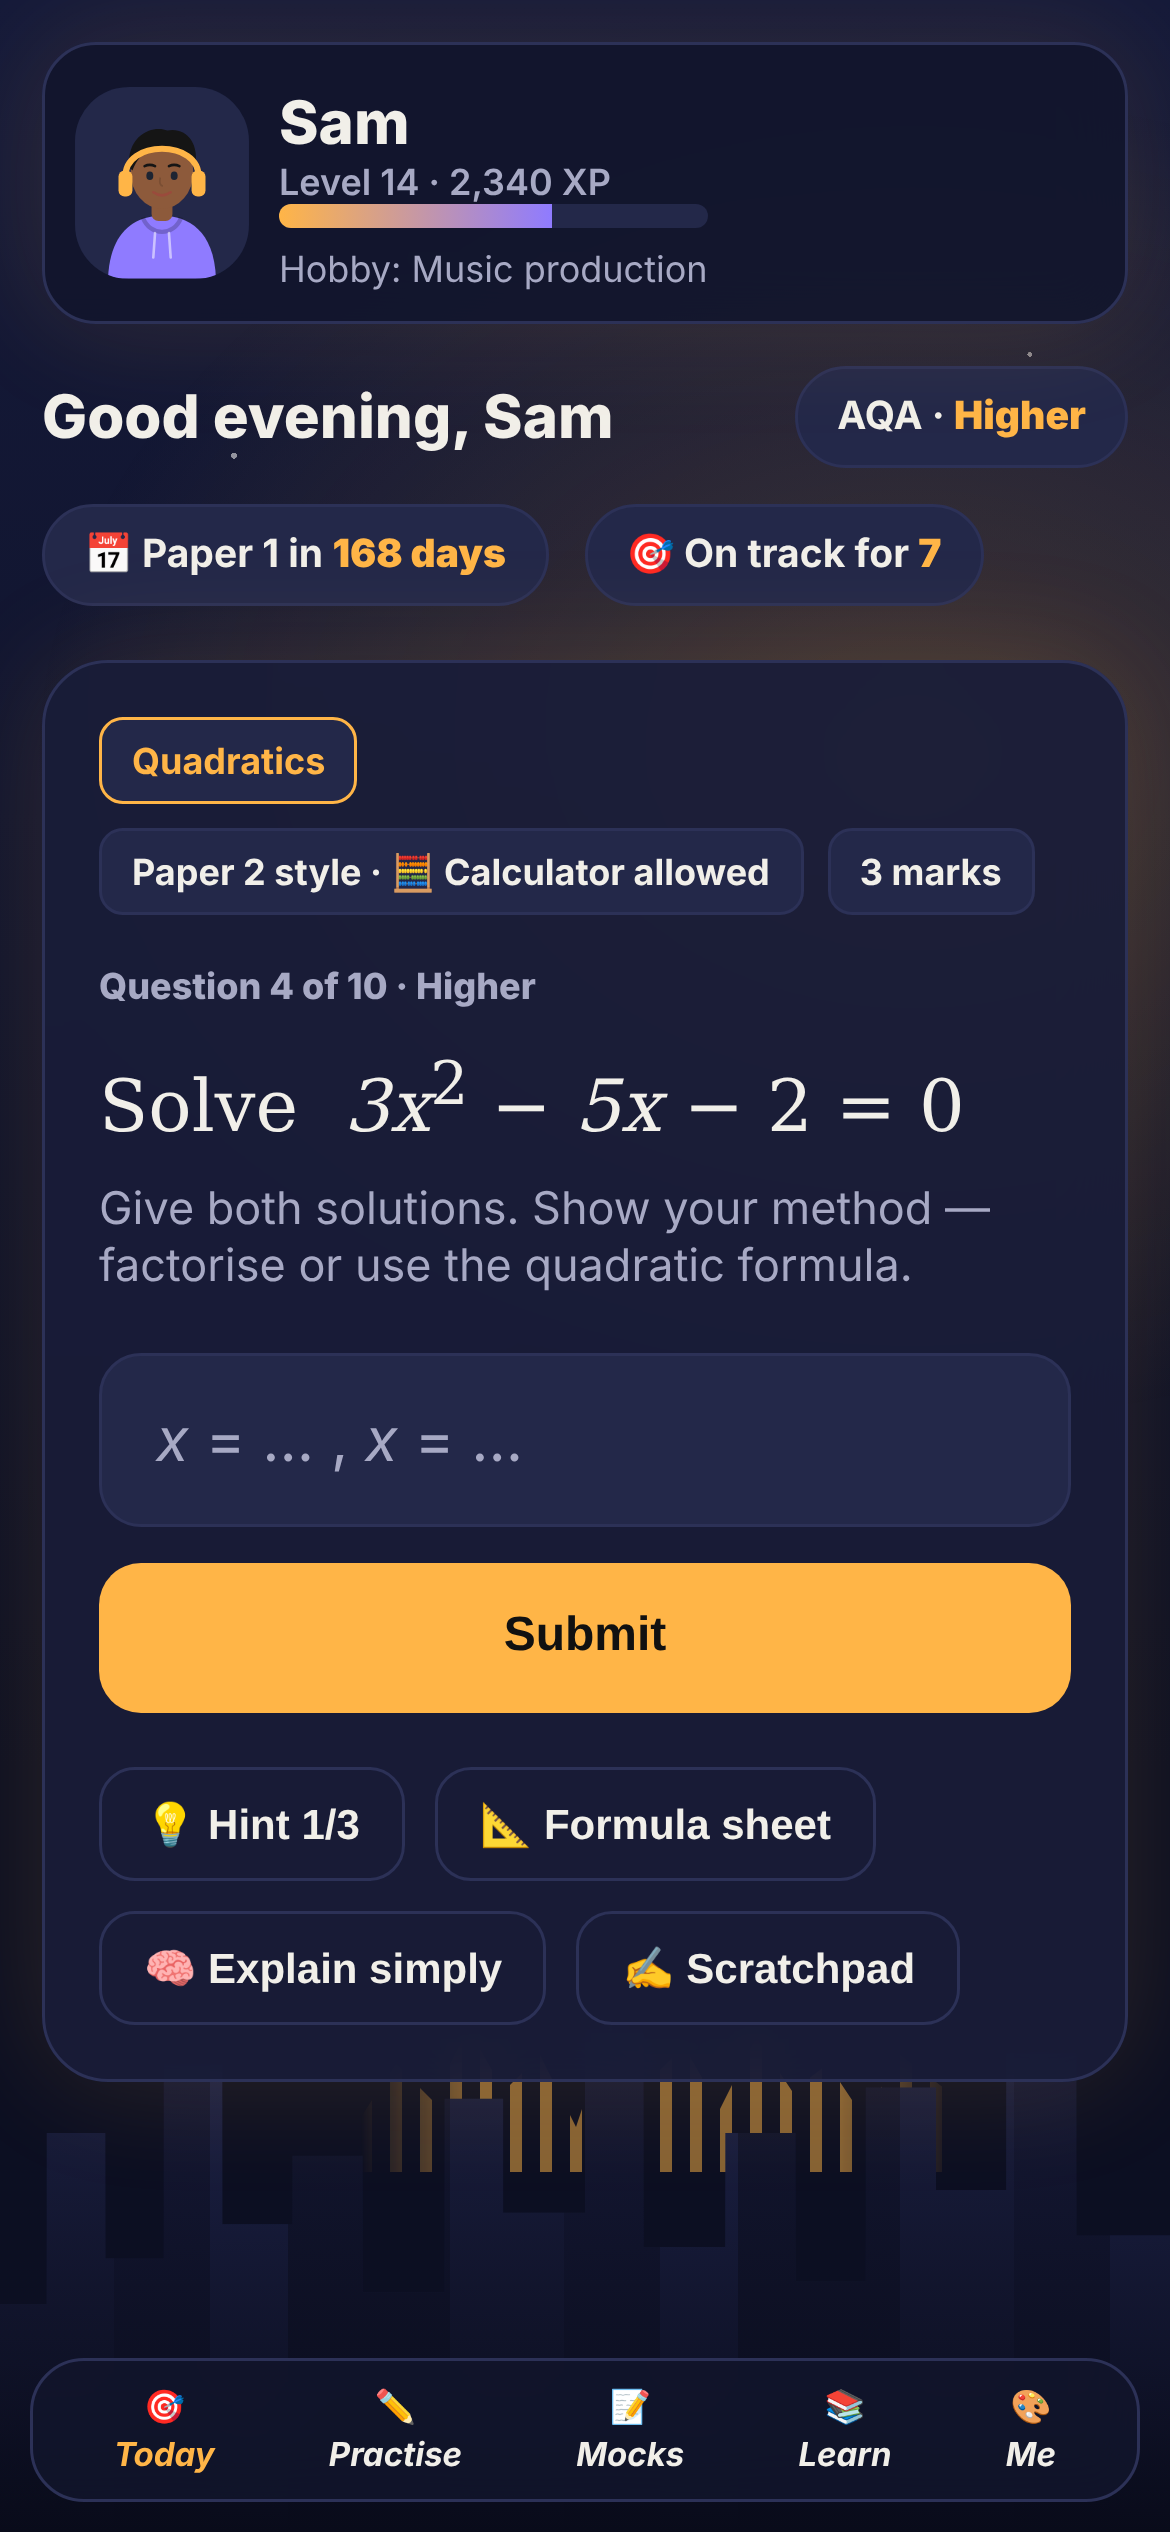 Sam
Level 14 · 2,340 XP
Hobby: Music production
Good evening, Sam
AQA · Higher
July
17
Paper 1 in 168 days
On track for 7
Quadratics
Paper 2 style · Calculator allowed
3 marks
Question 4 of 10 · Higher
Solve 3x² − 5x − 2 = 0
Give both solutions. Show your method —
factorise or use the quadratic formula.
x = … , x = …
Submit
Hint 1/3
Formula sheet
Explain simply
Scratchpad
Today
Practise
Mocks
Learn
Me